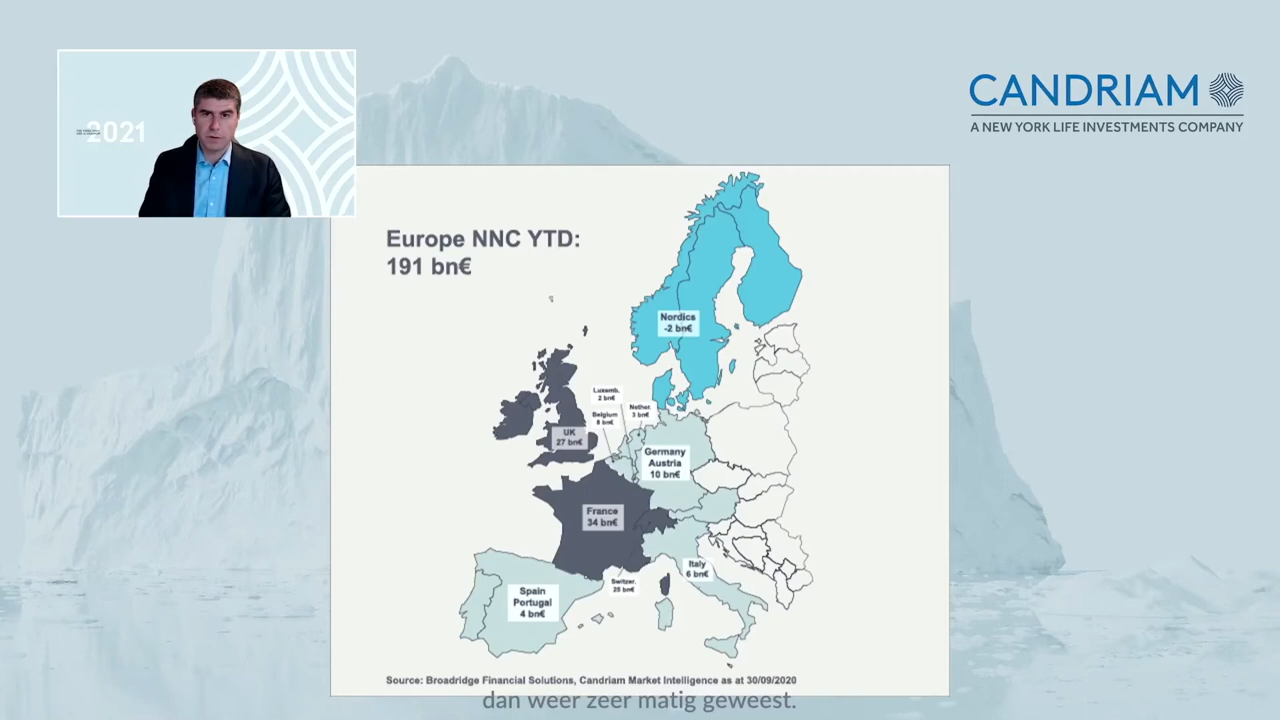 2021
CANDRIAM
A NEW YORK LIFE INVESTMENTS COMPANY
Europe NNC YTD:
191 bn€
Nordics
-2 bn€
Luxemb.
2 bn€
Nether.
3 bn€
Belgium
8 bn€
UK
27 bn€
Germany
Austria
10 bn€
France
34 bn€
Italy
6 bn€
Switzer.
25 bn€
Spain
Portugal
4 bn€
Source: Broadridge Financial Solutions, Candriam Market Intelligence as at 30/09/2020
dan weer zeer matig geweest.